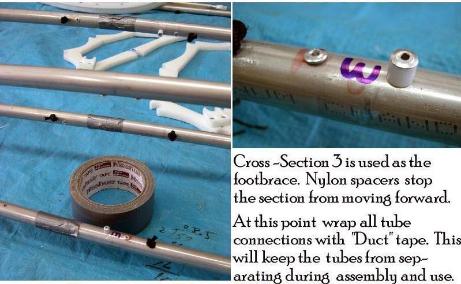 3
Cross-Section 3 is used as the
footbrace. Nylon spacers stop
the section from moving forward.
At this point wrap all tube
connections with "Duct" tape. This
will keep the tubes from sep-
arating during assembly and use.